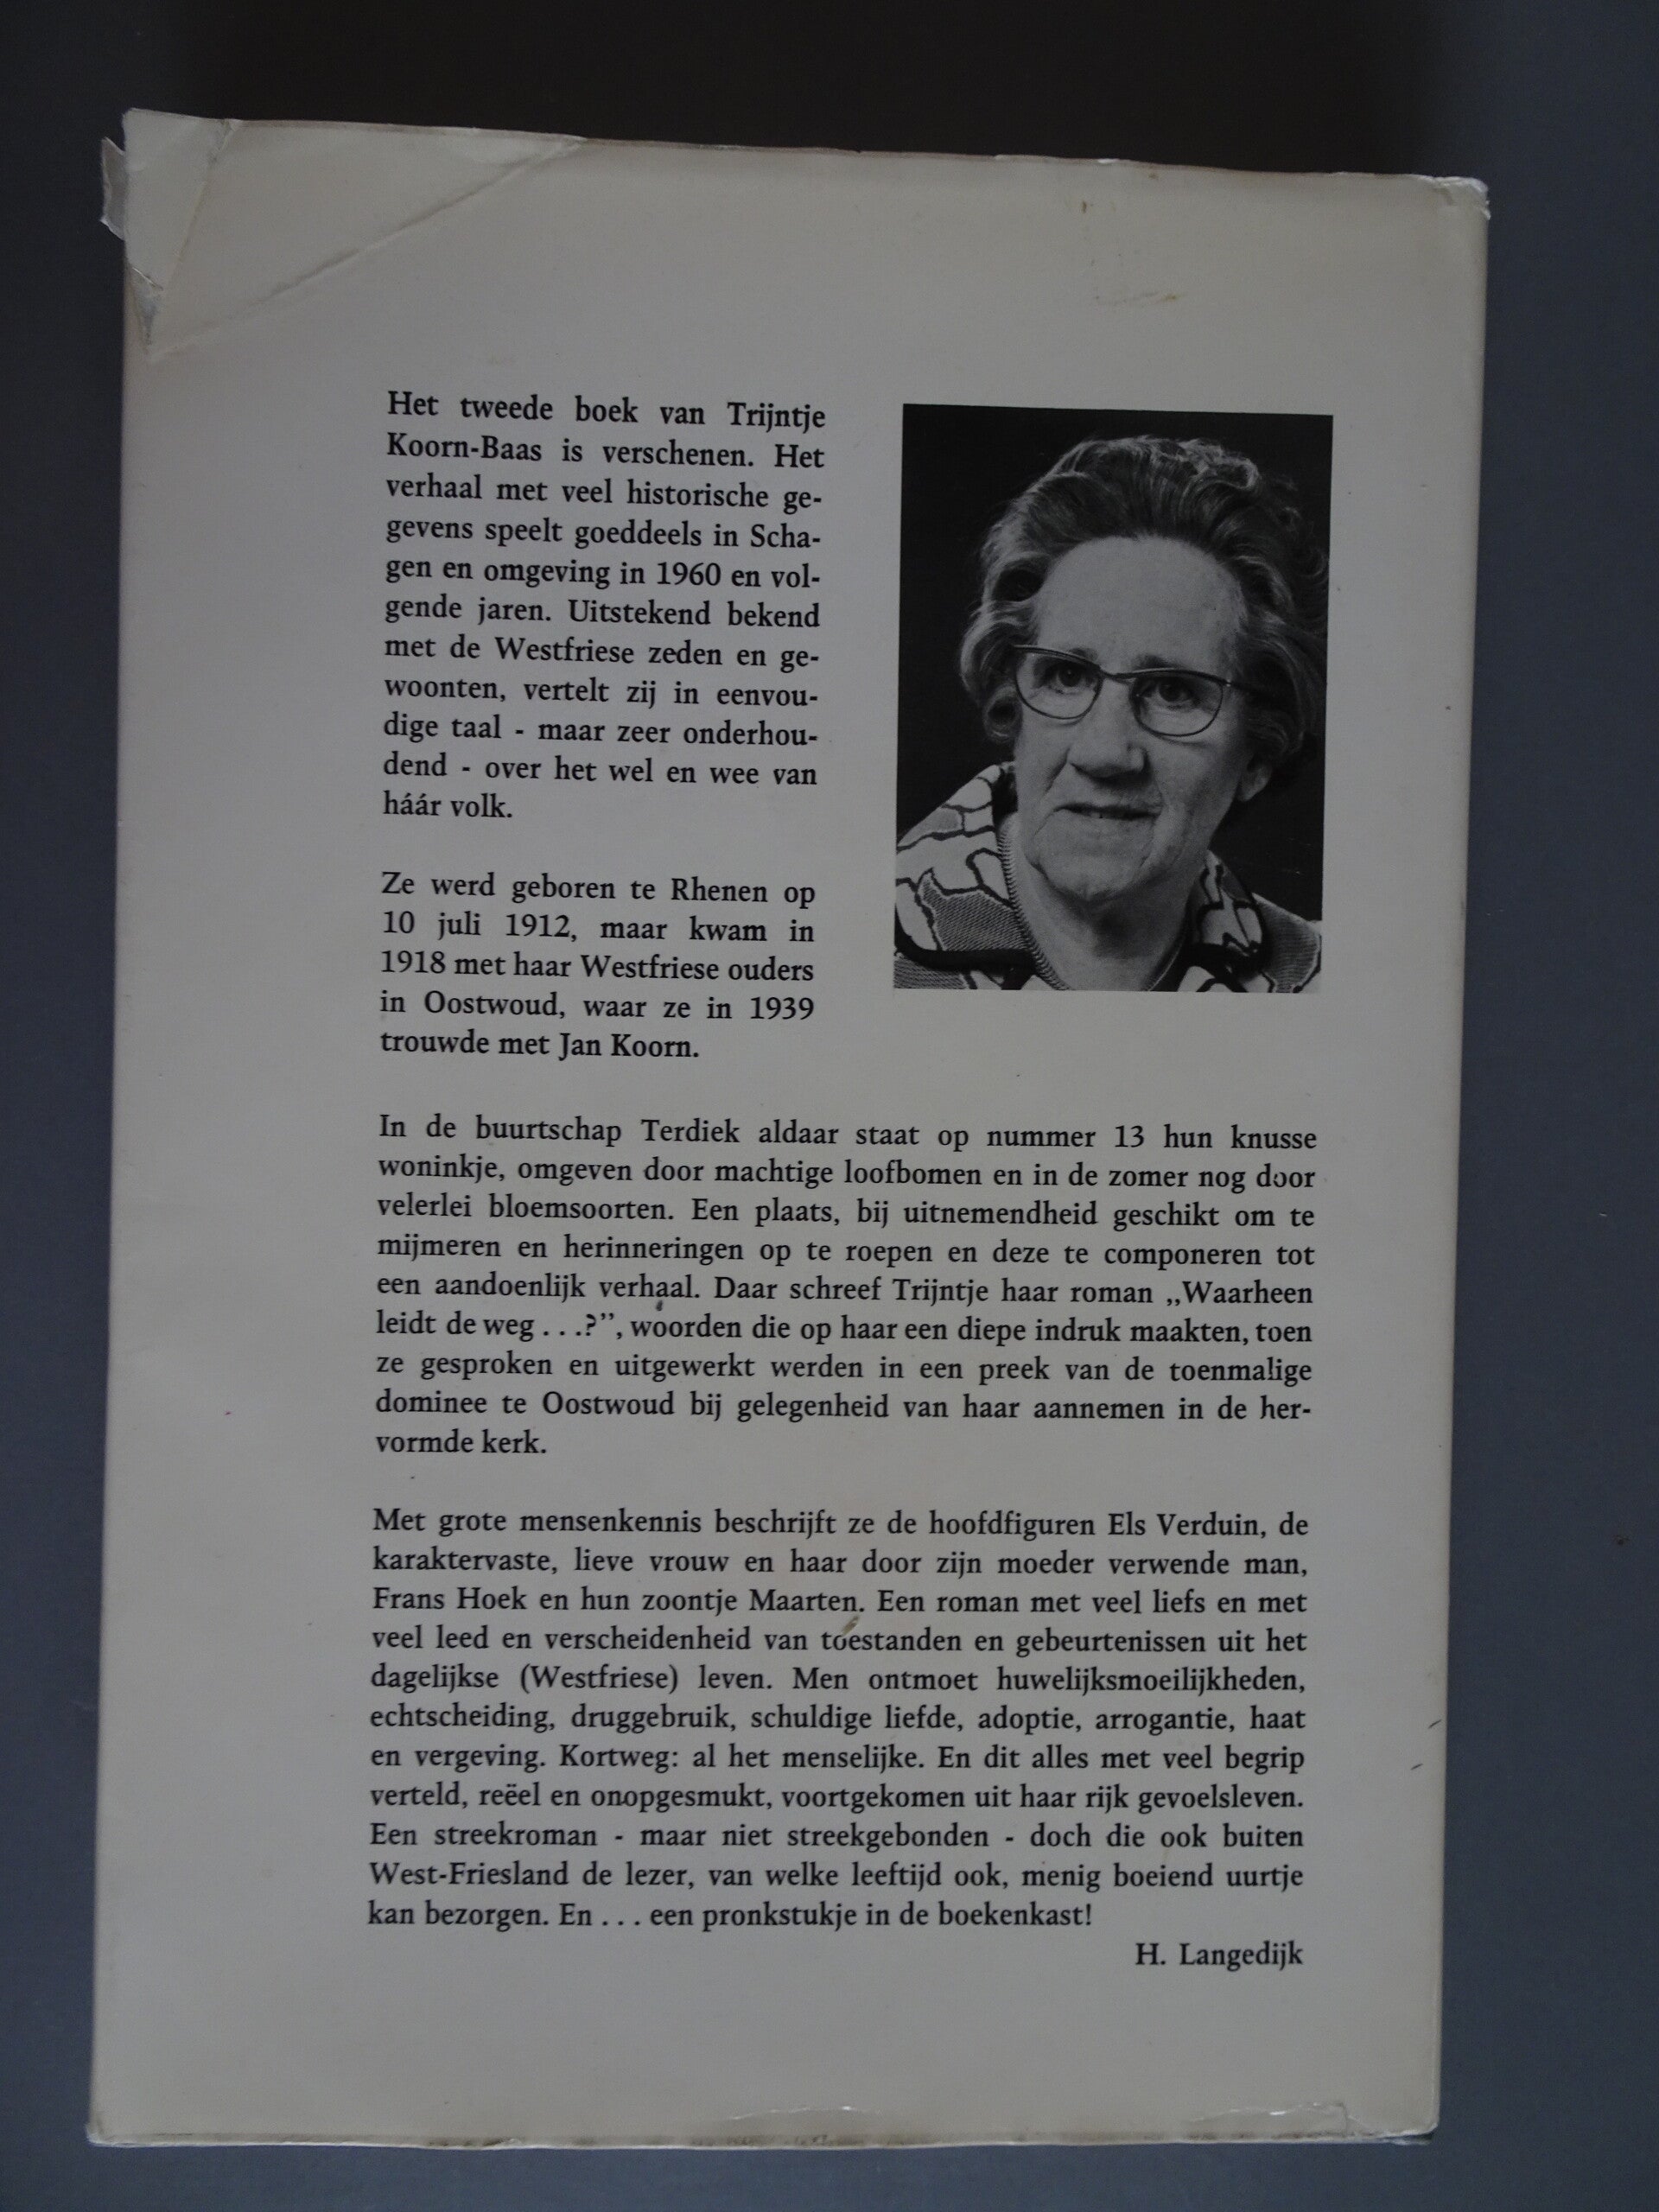 Het tweede boek van Trijntje
Koorn-Baas is verschenen. Het
verhaal met veel historische ge-
gevens speelt goeddeels in Scha-
gen en omgeving in 1960 en vol-
gende jaren. Uitstekend bekend
met de Westfriese zeden en ge-
woonten, vertelt zij in eenvou-
dige taal - maar zeer onderhou-
dend - over het wel en wee van
háár volk.
Ze werd geboren te Rhenen op
10 juli 1912, maar kwam in
1918 met haar Westfriese ouders
in Oostwoud, waar ze in 1939
trouwde met Jan Koorn.
In de buurtschap Terdiek aldaar staat op nummer 13 hun knusse
woninkje, omgeven door machtige loofbomen en in de zomer nog door
velerlei bloemsoorten. Een plaats, bij uitnemendheid geschikt om te
mijmeren en herinneringen op te roepen en deze te componeren tot
een aandoenlijk verhaal. Daar schreef Trijntje haar roman „Waarheen
leidt de weg . . .?”, woorden die op haar een diepe indruk maakten, toen
ze gesproken en uitgewerkt werden in een preek van de toenmalige
dominee te Oostwoud bij gelegenheid van haar aannemen in de her-
vormde kerk.
Met grote mensenkennis beschrijft ze de hoofdfiguren Els Verduin, de
karaktervaste, lieve vrouw en haar door zijn moeder verwende man,
Frans Hoek en hun zoontje Maarten. Een roman met veel liefs en met
veel leed en verscheidenheid van toestanden en gebeurtenissen uit het
dagelijkse (Westfriese) leven. Men ontmoet huwelijksmoeilijkheden,
echtscheiding, druggebruik, schuldige liefde, adoptie, arrogantie, haat
en vergeving. Kortweg: al het menselijke. En dit alles met veel begrip
verteld, reëel en onopgesmukt, voortgekomen uit haar rijk gevoelsleven.
Een streekroman - maar niet streekgebonden - doch die ook buiten
West-Friesland de lezer, van welke leeftijd ook, menig boeiend uurtje
kan bezorgen. En . . . een pronkstukje in de boekenkast!
H. Langedijk